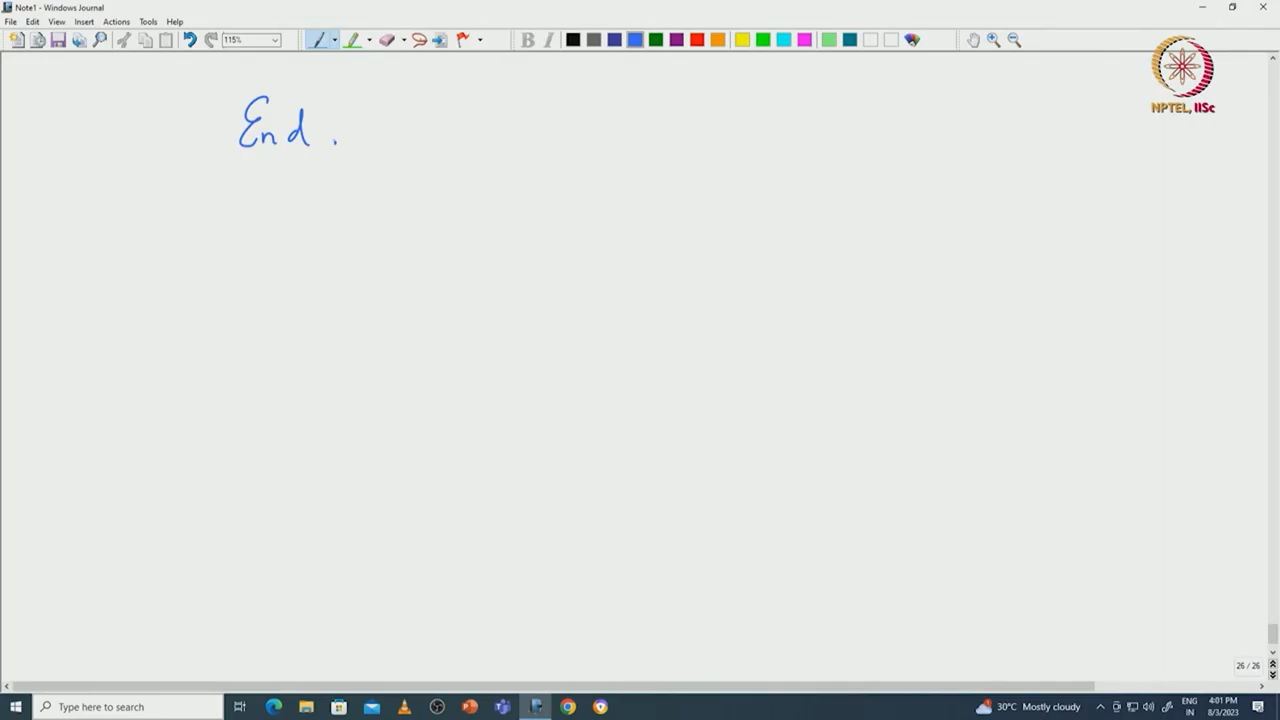 Note1 - Windows Journal
File Edit View Insert Actions Tools Help
115%
B I
NPTEL, IISc
End .
26 / 26
Type here to search
30°C Mostly cloudy
ENG
IN
4:01 PM
8/3/2023